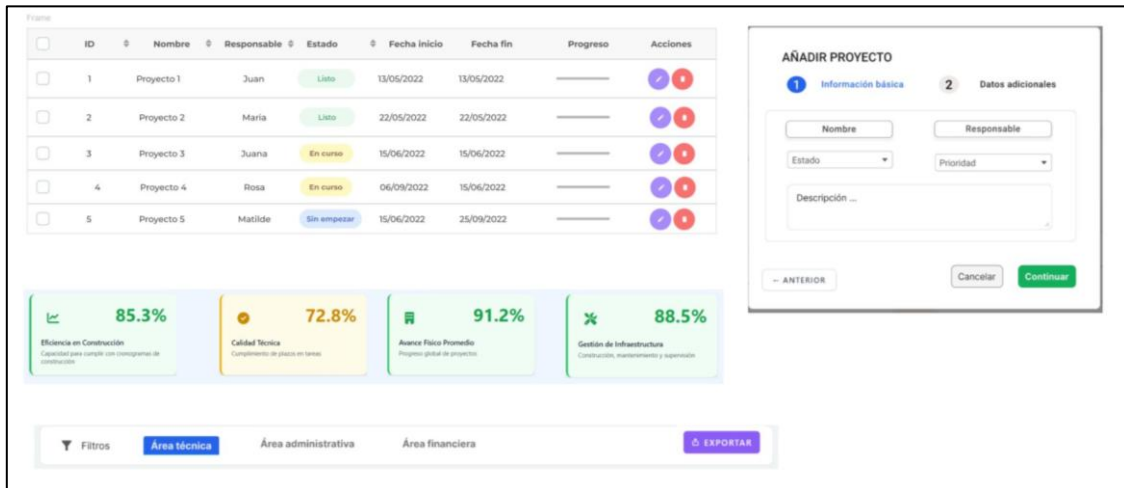 Frame
ID Nombre Responsable Estado Fecha inicio Fecha fin Progreso Acciones
1 Proyecto 1 Juan Listo 13/05/2022 13/05/2022
2 Proyecto 2 Maria Listo 22/05/2022 22/05/2022
3 Proyecto 3 Juana En curso 15/06/2022 15/06/2022
4 Proyecto 4 Rosa En curso 06/09/2022 15/06/2022
5 Proyecto 5 Matilde Sin empezar 15/06/2022 25/09/2022
AÑADIR PROYECTO
1 Información básica 2 Datos adicionales
Nombre Responsable
Estado Prioridad
Descripción ...
← ANTERIOR Cancelar Continuar
85.3%
Eficiencia en Construcción
Capacidad para cumplir con cronogramas de
construcción
72.8%
Calidad Técnica
Cumplimiento de plazos en tareas
91.2%
Avance Físico Promedio
Progreso global de proyectos
88.5%
Gestión de Infraestructura
Construcción, mantenimiento y supervisión
Filtros Área técnica Área administrativa Área financiera EXPORTAR